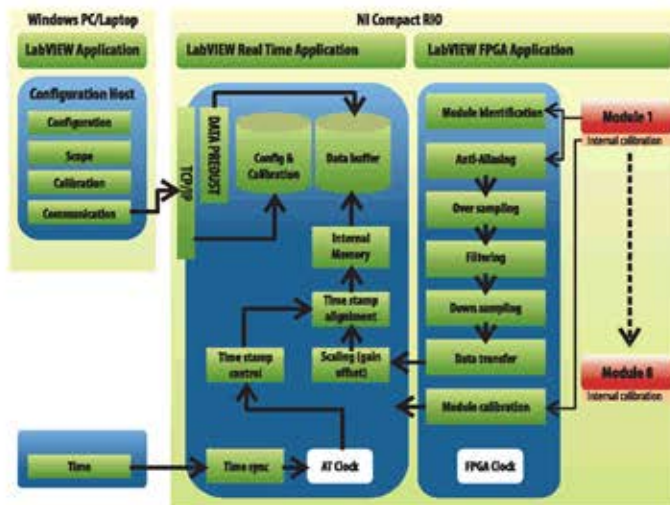 Windows PC/Laptop
NI Compact RIO
LabVIEW Application
LabVIEW Real Time Application
LabVIEW FPGA Application
Configuration Host
Configuration
Scope
Calibration
Communication
TCP/IP
DATA PREDUST
Config &
Calibration
Data buffer
Internal
Memory
Time stamp
alignment
Time stamp
control
Scaling (gain
offset)
Module identification
Anti-Aliasing
Over sampling
Filtering
Down sampling
Data transfer
Module calibration
Module 1
Internal calibration
Module 8
Internal calibration
Time
Time sync
AT Clock
FPGA Clock